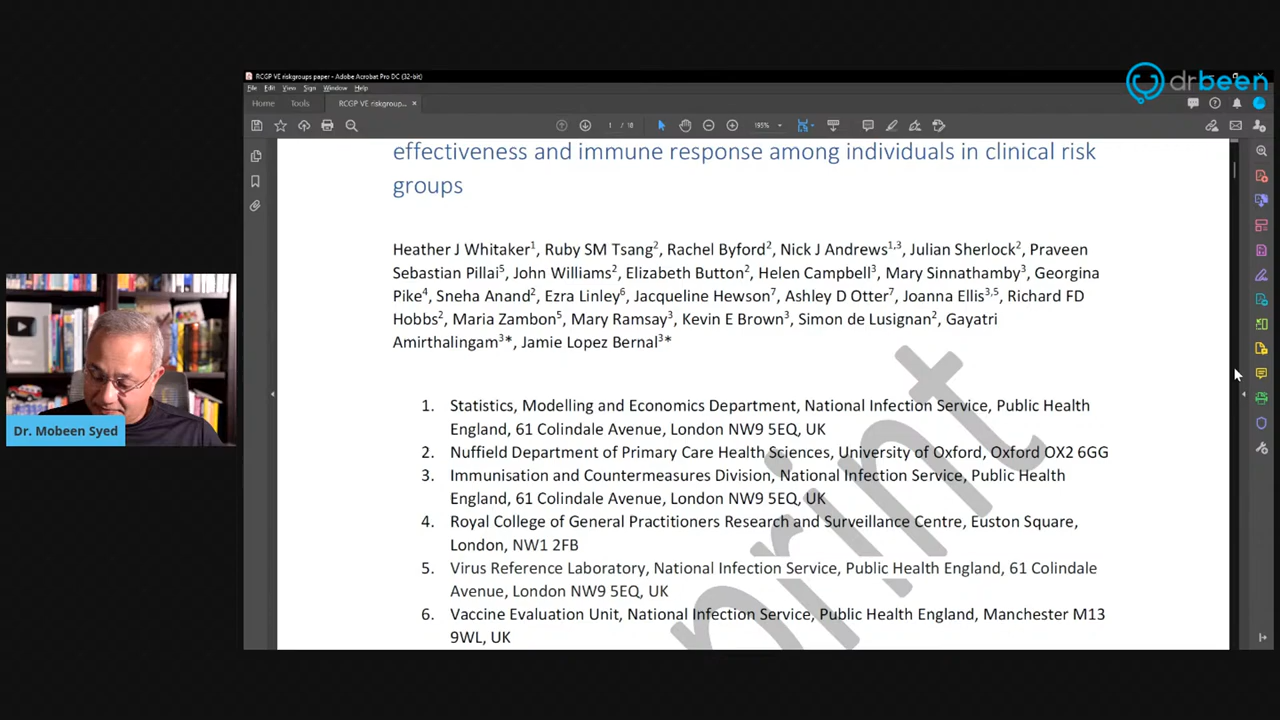 drbeen
RCGP VE riskgroups paper - Adobe Acrobat Pro DC (32-bit)
File Edit View Sign Window Help
Home Tools RCGP VE riskgroup... ×
1 / 18 195%
effectiveness and immune response among individuals in clinical risk
groups
Heather J Whitaker1, Ruby SM Tsang2, Rachel Byford2, Nick J Andrews1,3, Julian Sherlock2, Praveen
Sebastian Pillai5, John Williams2, Elizabeth Button2, Helen Campbell3, Mary Sinnathamby3, Georgina
Pike4, Sneha Anand2, Ezra Linley6, Jacqueline Hewson7, Ashley D Otter7, Joanna Ellis3,5, Richard FD
Hobbs2, Maria Zambon5, Mary Ramsay3, Kevin E Brown3, Simon de Lusignan2, Gayatri
Amirthalingam3*, Jamie Lopez Bernal3*
1. Statistics, Modelling and Economics Department, National Infection Service, Public Health
England, 61 Colindale Avenue, London NW9 5EQ, UK
2. Nuffield Department of Primary Care Health Sciences, University of Oxford, Oxford OX2 6GG
3. Immunisation and Countermeasures Division, National Infection Service, Public Health
England, 61 Colindale Avenue, London NW9 5EQ, UK
4. Royal College of General Practitioners Research and Surveillance Centre, Euston Square,
London, NW1 2FB
5. Virus Reference Laboratory, National Infection Service, Public Health England, 61 Colindale
Avenue, London NW9 5EQ, UK
6. Vaccine Evaluation Unit, National Infection Service, Public Health England, Manchester M13
9WL, UK
print
Dr. Mobeen Syed